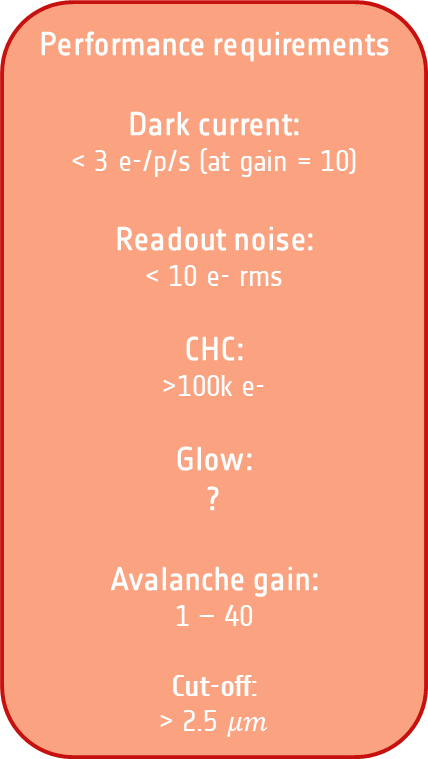 Performance requirements
Dark current:
< 3 e-/p/s (at gain = 10)
Readout noise:
< 10 e- rms
CHC:
>100k e-
Glow:
?
Avalanche gain:
1 – 40
Cut-off:
> 2.5 μm